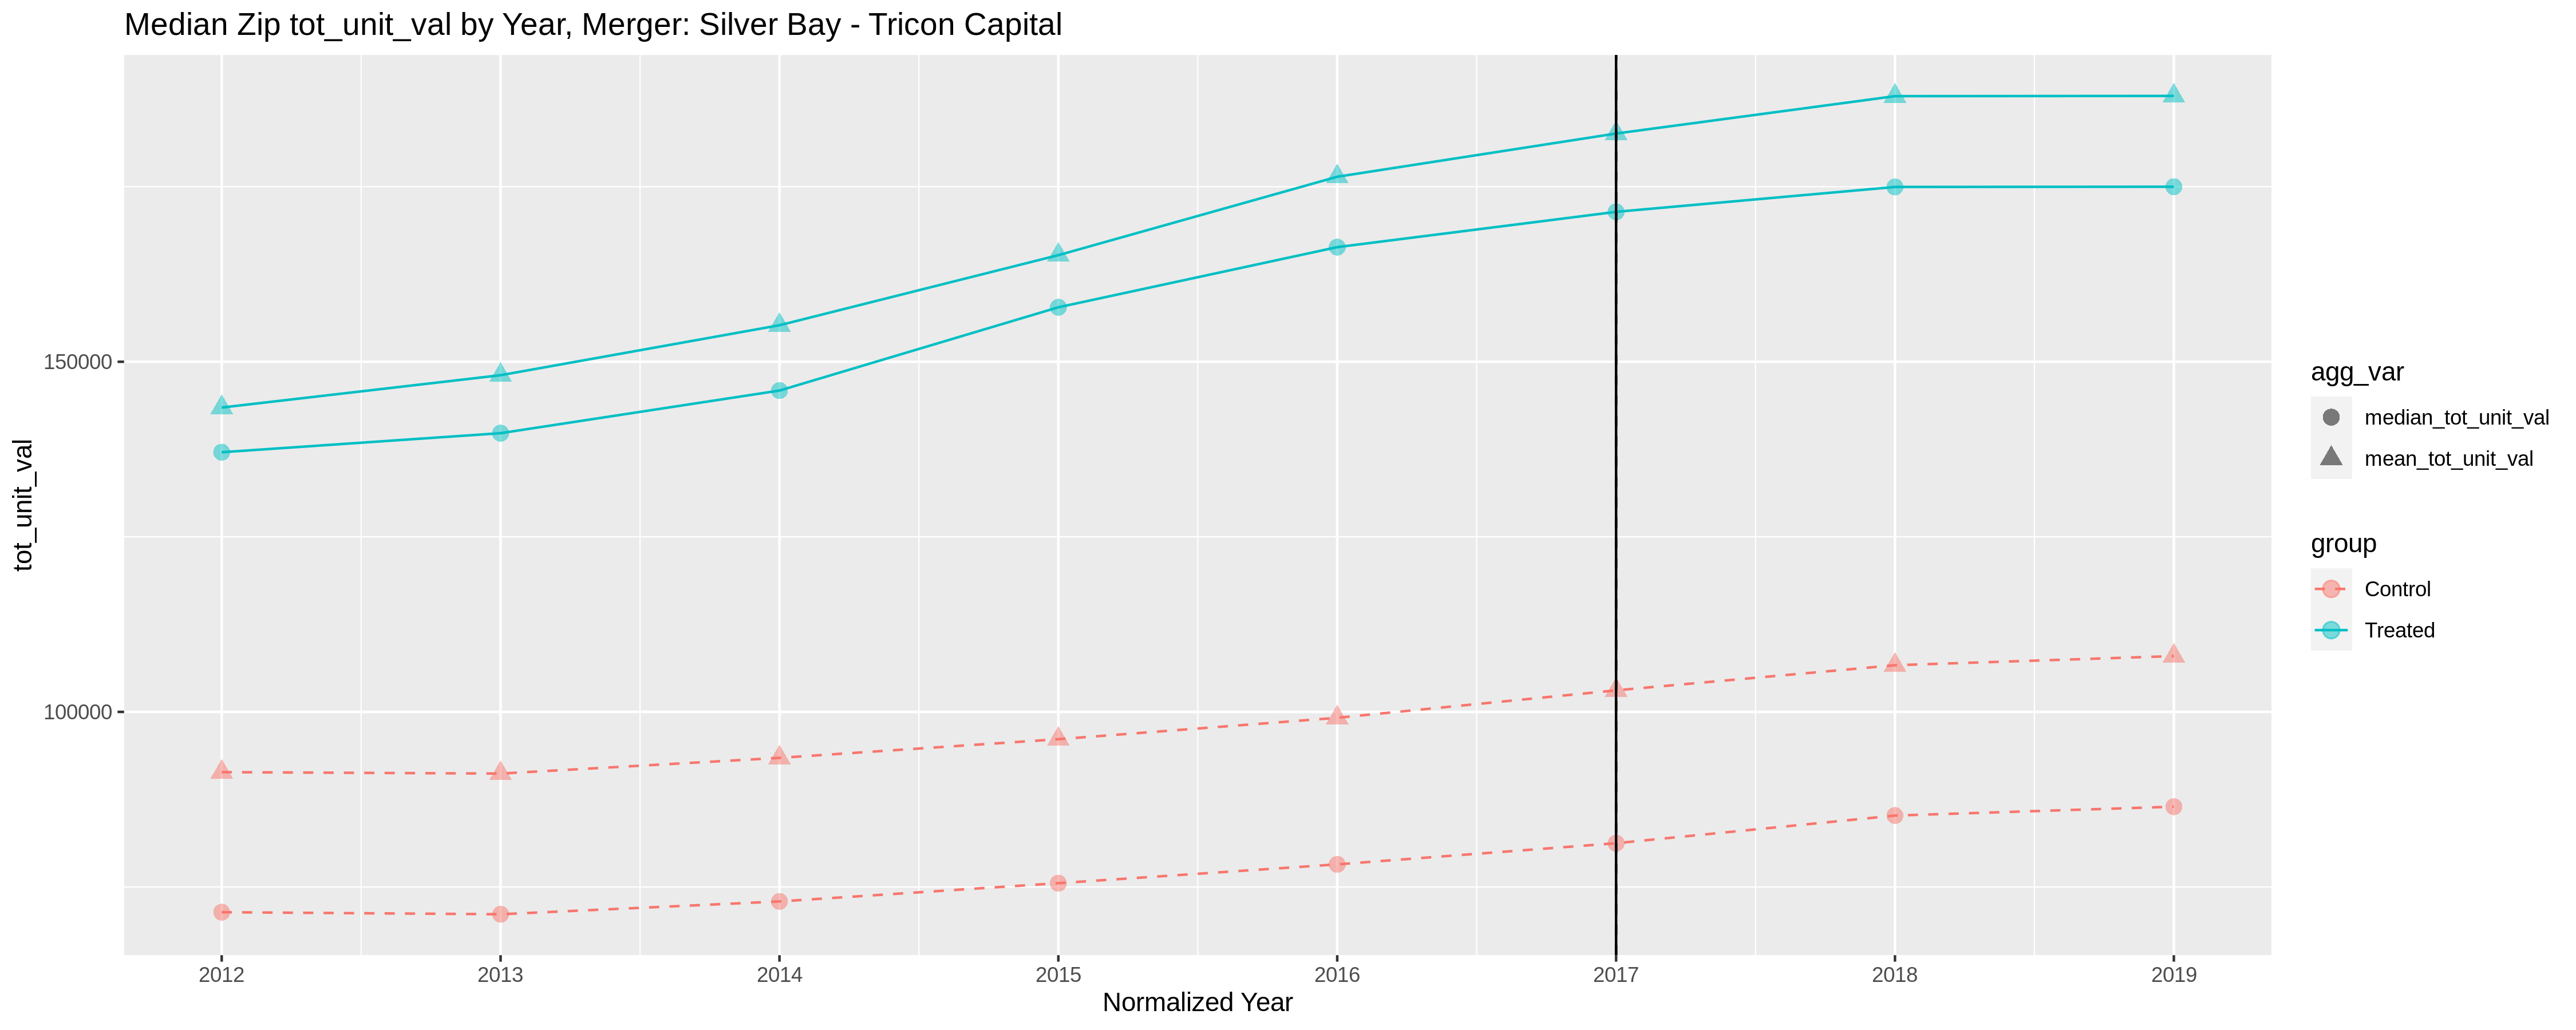 Median Zip tot_unit_val by Year, Merger: Silver Bay - Tricon Capital
tot_unit_val
150000
100000
2012 2013 2014 2015 2016 2017 2018 2019
Normalized Year
agg_var
median_tot_unit_val
mean_tot_unit_val
group
Control
Treated